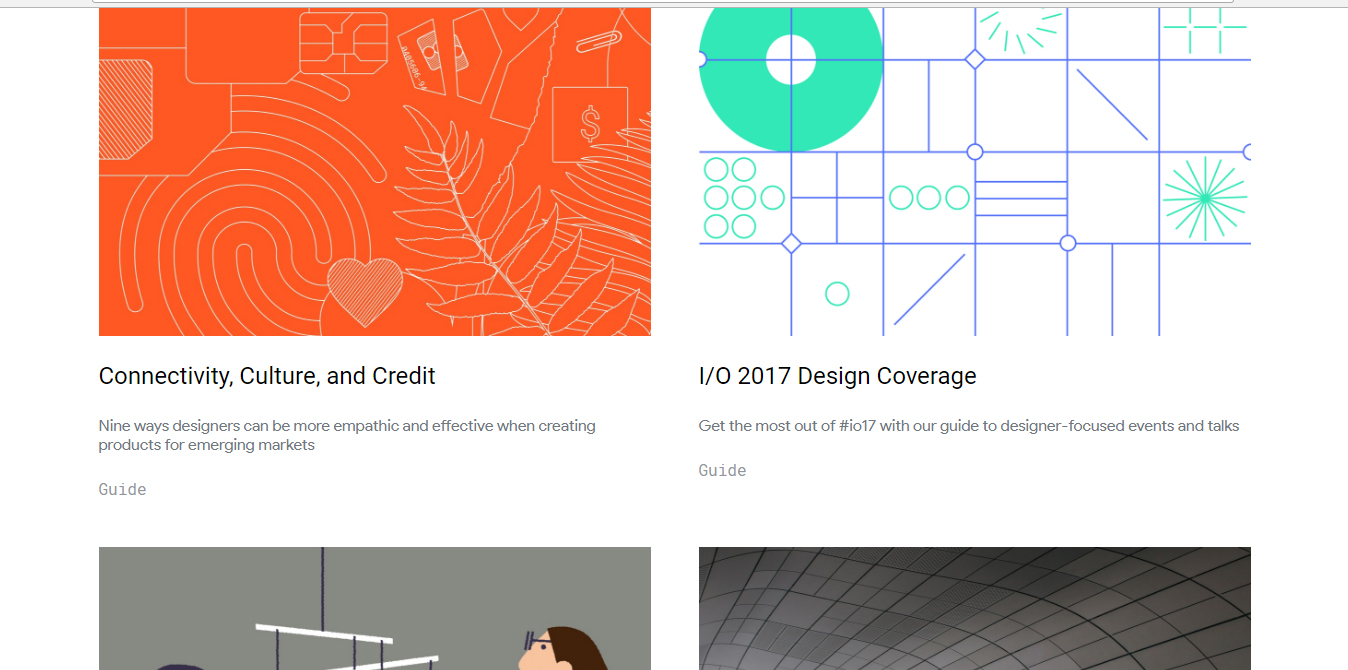 0485606-94
$
Connectivity, Culture, and Credit
Nine ways designers can be more empathic and effective when creating
products for emerging markets
Guide
I/O 2017 Design Coverage
Get the most out of #io17 with our guide to designer-focused events and talks
Guide